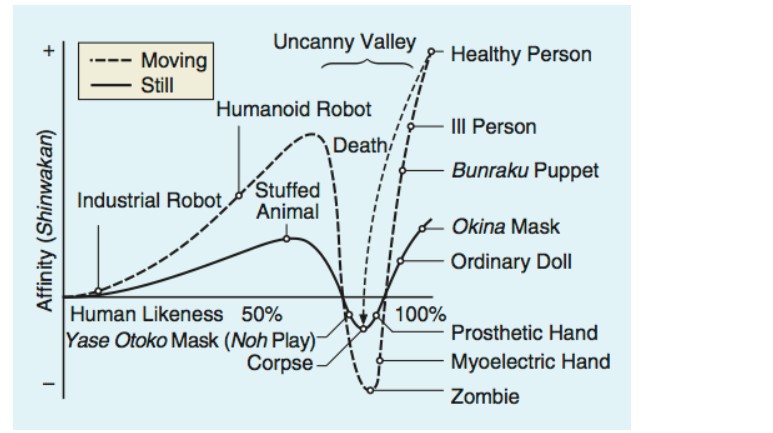 Uncanny Valley
+
Moving
Still
Healthy Person
Humanoid Robot
Ill Person
Death
Bunraku Puppet
Industrial Robot
Stuffed
Animal
Okina Mask
Ordinary Doll
Affinity (Shinwakan)
Human Likeness 50% 100%
Yase Otoko Mask (Noh Play)
Prosthetic Hand
Corpse
Myoelectric Hand
–
Zombie